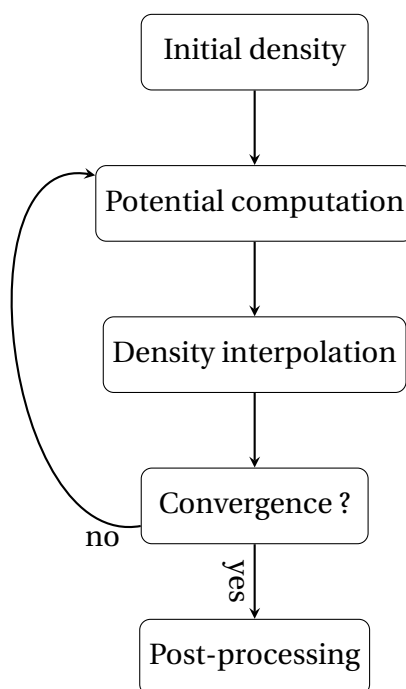 Initial density
Potential computation
Density interpolation
Convergence ?
no
yes
Post-processing